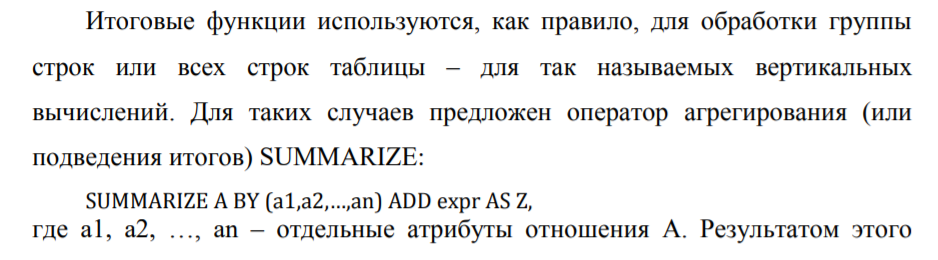 Итоговые функции используются, как правило, для обработки группы
строк или всех строк таблицы – для так называемых вертикальных
вычислений. Для таких случаев предложен оператор агрегирования (или
подведения итогов) SUMMARIZE:
SUMMARIZE A BY (a1,a2,…,an) ADD expr AS Z,
где a1, a2, …, an – отдельные атрибуты отношения А. Результатом этого